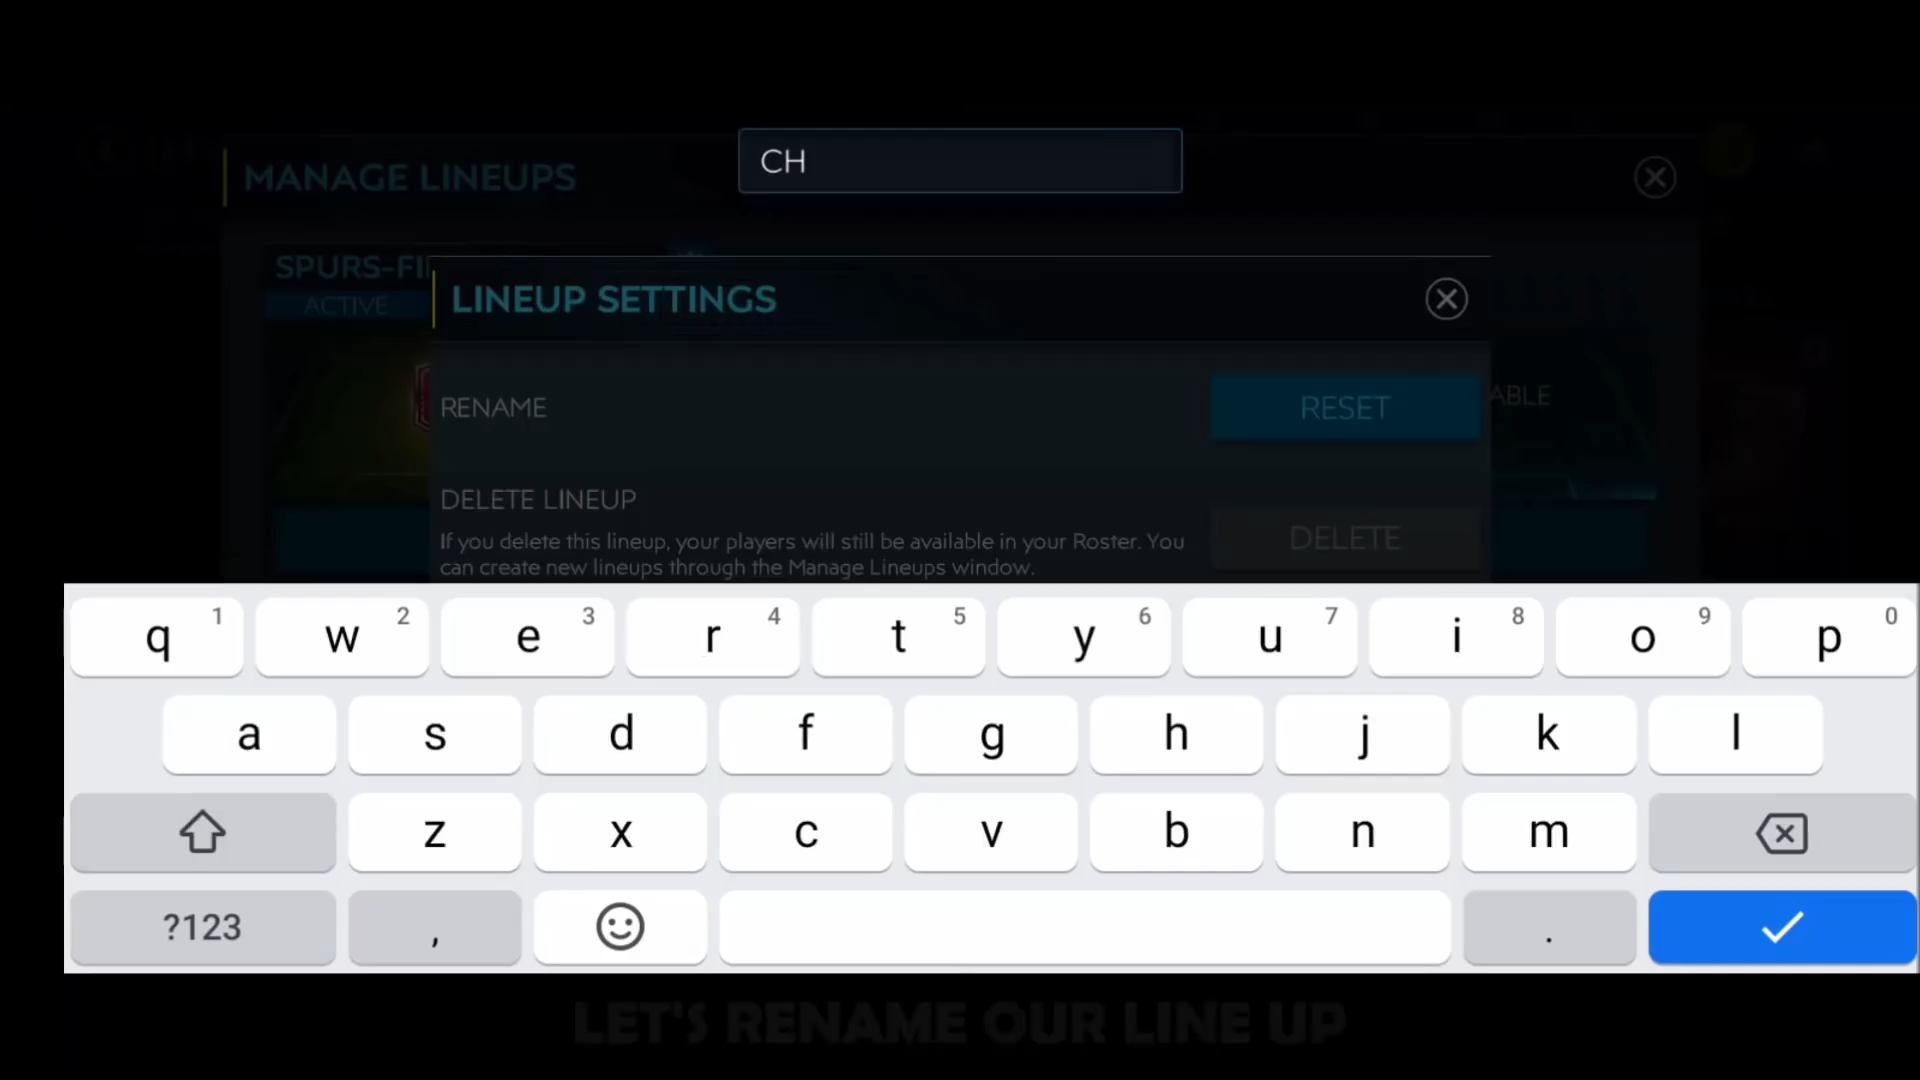 CH
MANAGE LINEUPS
SPURS-FI
ACTIVE
LINEUP SETTINGS
RENAME
RESET
ABLE
DELETE LINEUP
If you delete this lineup, your players will still be available in your Roster. You
can create new lineups through the Manage Lineups window.
DELETE
q 1 w 2 e 3 r 4 t 5 y 6 u 7 i 8 o 9 p 0
a s d f g h j k l
z x c v b n m
?123 , .
LET'S RENAME OUR LINE UP